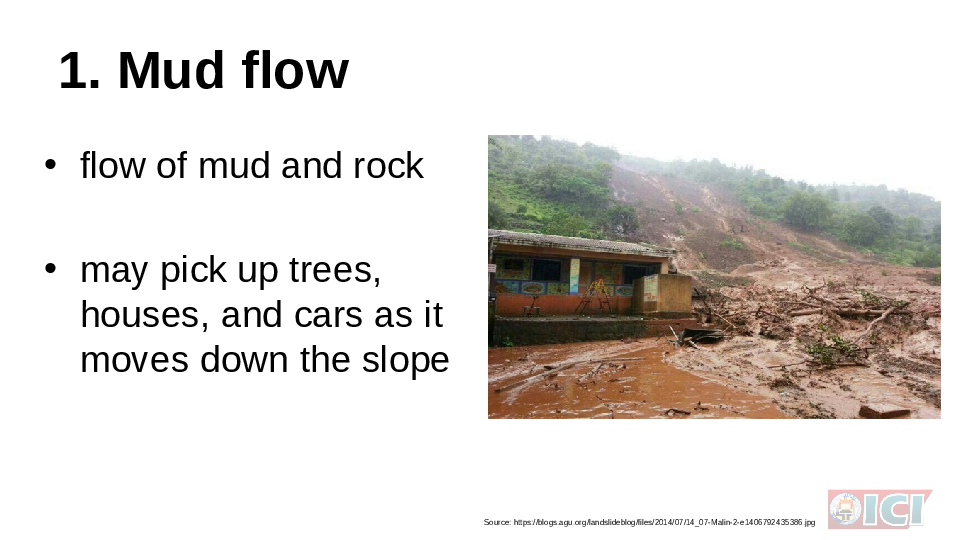 1. Mud flow
• flow of mud and rock
• may pick up trees,
houses, and cars as it
moves down the slope
Source: https://blogs.agu.org/landslideblog/files/2014/07/14_07-Malin-2-e1406792435386.jpg
ICI